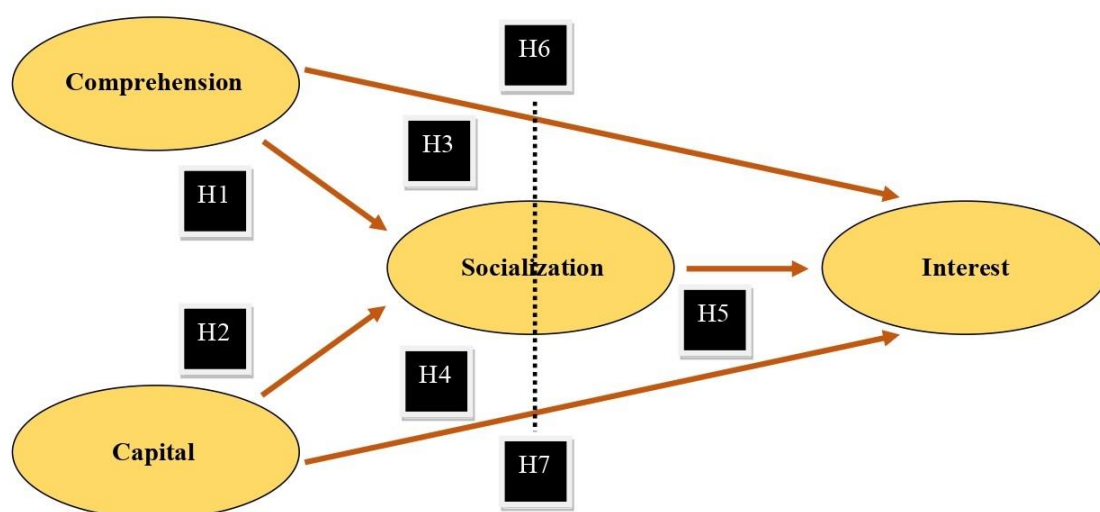 H6
Comprehension
H3
H1
Socialization
Interest
H2
H5
H4
Capital
H7